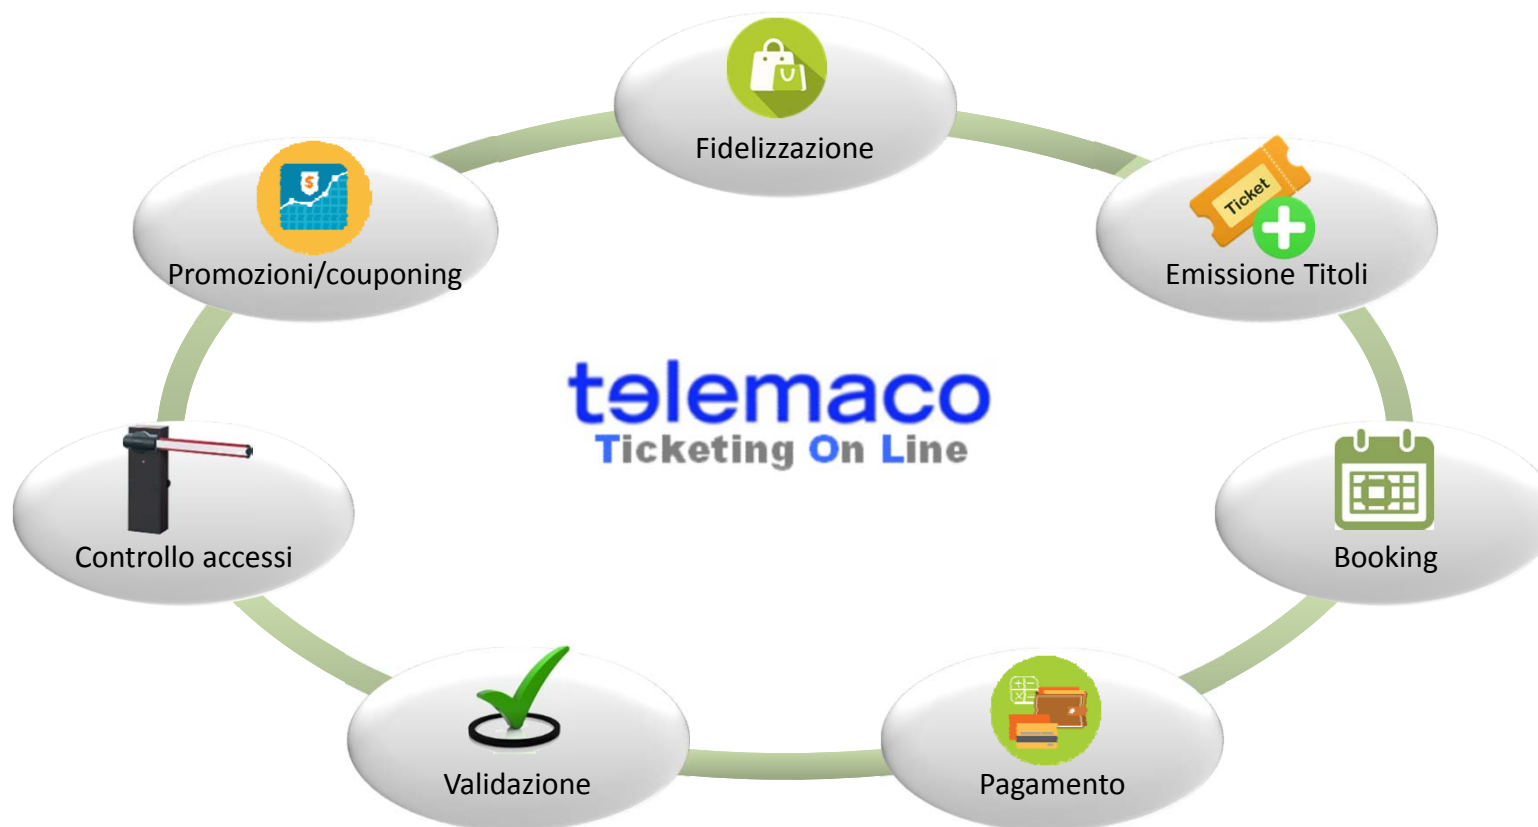 Fidelizzazione
Ticket
Emissione Titoli
Promozioni/couponing
telemaco
Ticketing On Line
Controllo accessi
Booking
Validazione
Pagamento